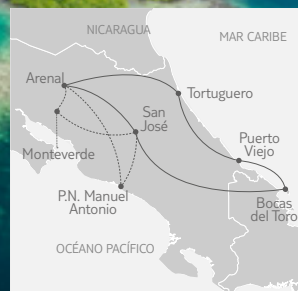 NICARAGUA
MAR CARIBE
Arenal
Tortuguero
San
José
Puerto
Viejo
Monteverde
P.N. Manuel
Antonio
Bocas
del Toro
OCÉANO PACÍFICO